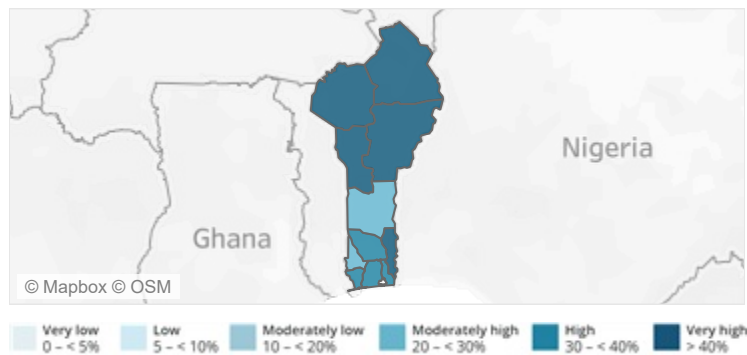 Nigeria
Ghana
© Mapbox © OSM
Very low
0 – < 5%
Low
5 – < 10%
Moderately low
10 – < 20%
Moderately high
20 – < 30%
High
30 – < 40%
Very high
> 40%